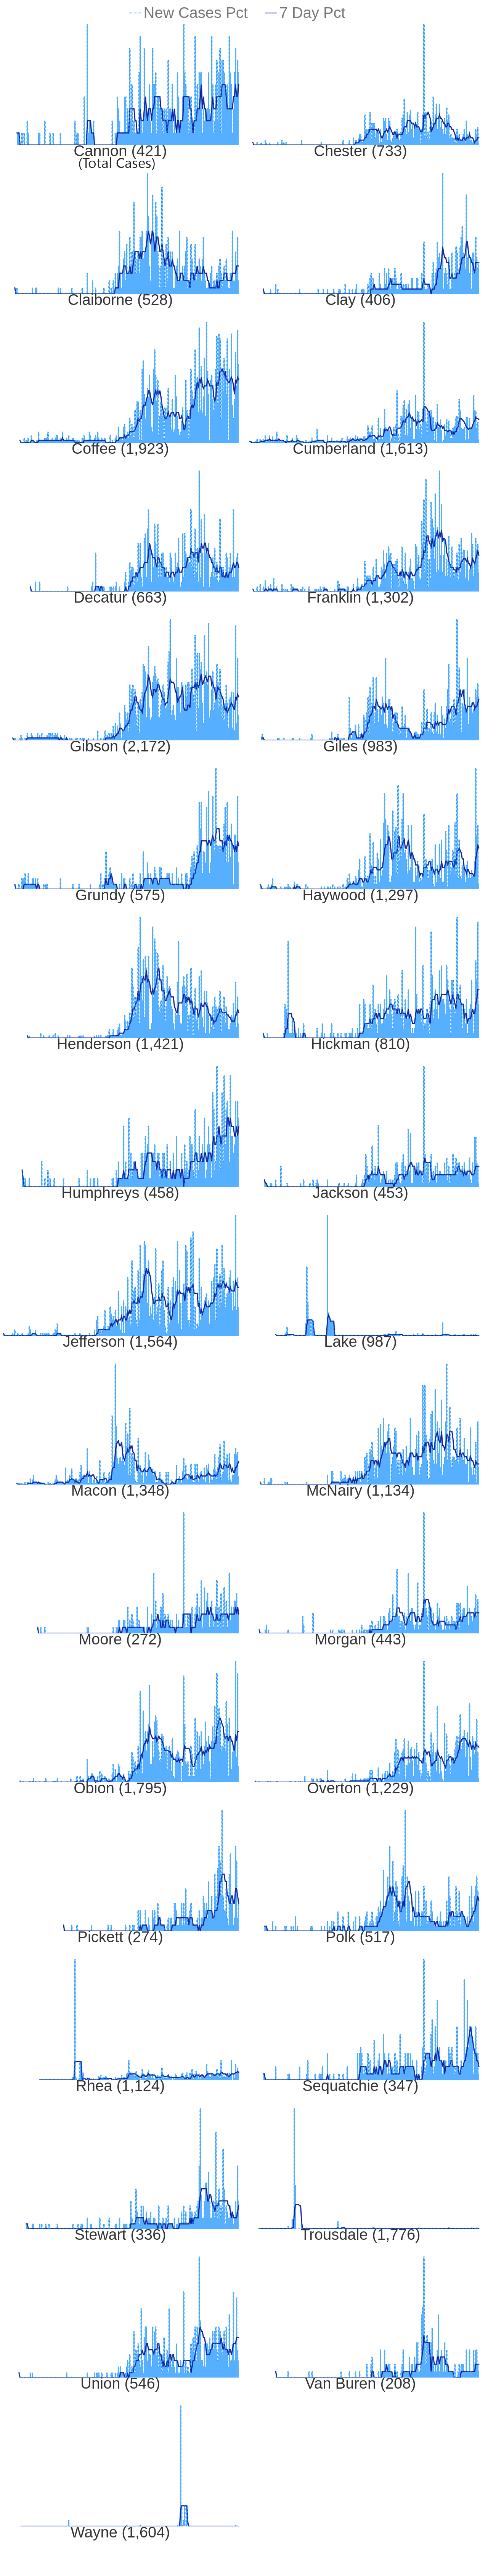 New Cases Pct 7 Day Pct
Cannon (421) Chester (733)
(Total Cases)
Claiborne (528) Clay (406)
Coffee (1,923) Cumberland (1,613)
Decatur (663) Franklin (1,302)
Gibson (2,172) Giles (983)
Grundy (575) Haywood (1,297)
Henderson (1,421) Hickman (810)
Humphreys (458) Jackson (453)
Jefferson (1,564) Lake (987)
Macon (1,348) McNairy (1,134)
Moore (272) Morgan (443)
Obion (1,795) Overton (1,229)
Pickett (274) Polk (517)
Rhea (1,124) Sequatchie (347)
Stewart (336) Trousdale (1,776)
Union (546) Van Buren (208)
Wayne (1,604)